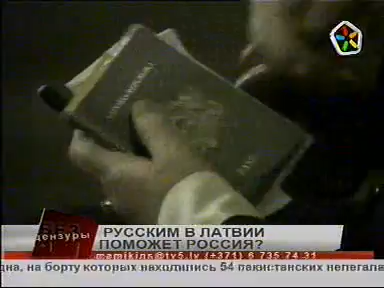 БЕЗ
цензуры
РУССКИМ В ЛАТВИИ
ПОМОЖЕТ РОССИЯ?
mamikins@tv5.lv (+371) 6 735 74 31
дна, на борту которых находились 54 пакистанских нелегала